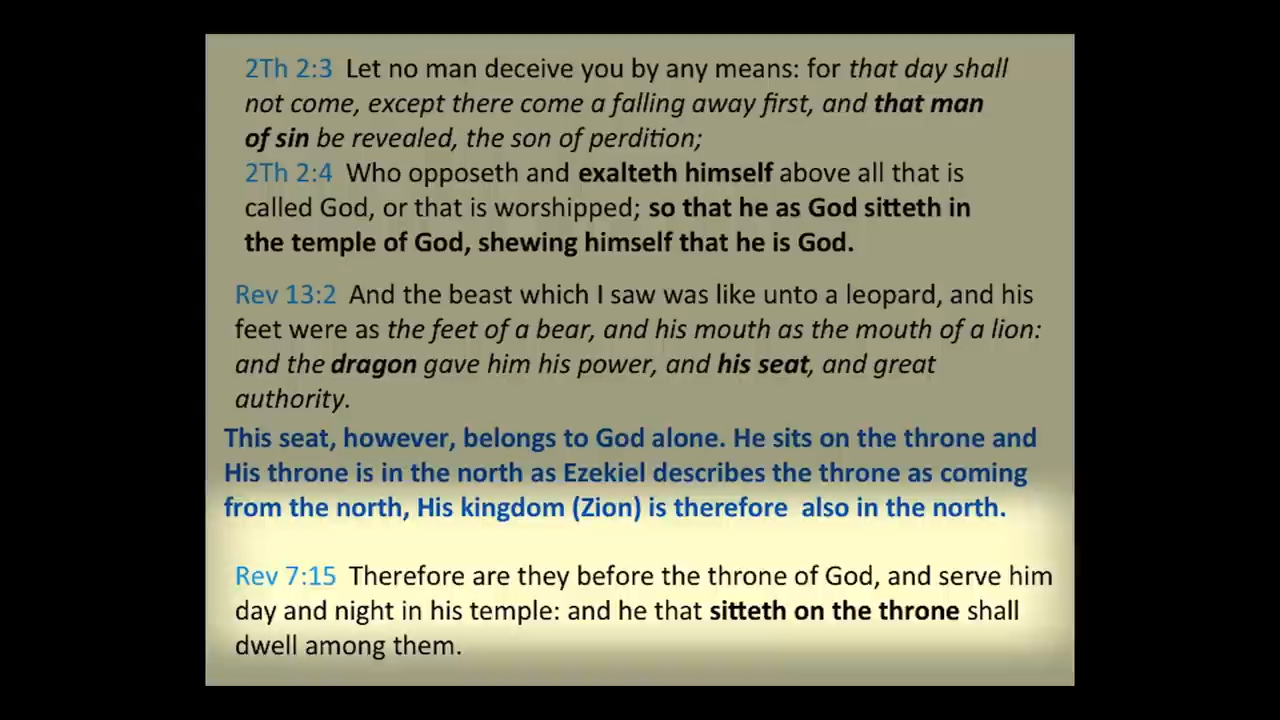 2Th 2:3 Let no man deceive you by any means: for that day shall
not come, except there come a falling away first, and that man
of sin be revealed, the son of perdition;
2Th 2:4 Who opposeth and exalteth himself above all that is
called God, or that is worshipped; so that he as God sitteth in
the temple of God, shewing himself that he is God.
Rev 13:2 And the beast which I saw was like unto a leopard, and his
feet were as the feet of a bear, and his mouth as the mouth of a lion:
and the dragon gave him his power, and his seat, and great
authority.
This seat, however, belongs to God alone. He sits on the throne and
His throne is in the north as Ezekiel describes the throne as coming
from the north, His kingdom (Zion) is therefore also in the north.
Rev 7:15 Therefore are they before the throne of God, and serve him
day and night in his temple: and he that sitteth on the throne shall
dwell among them.